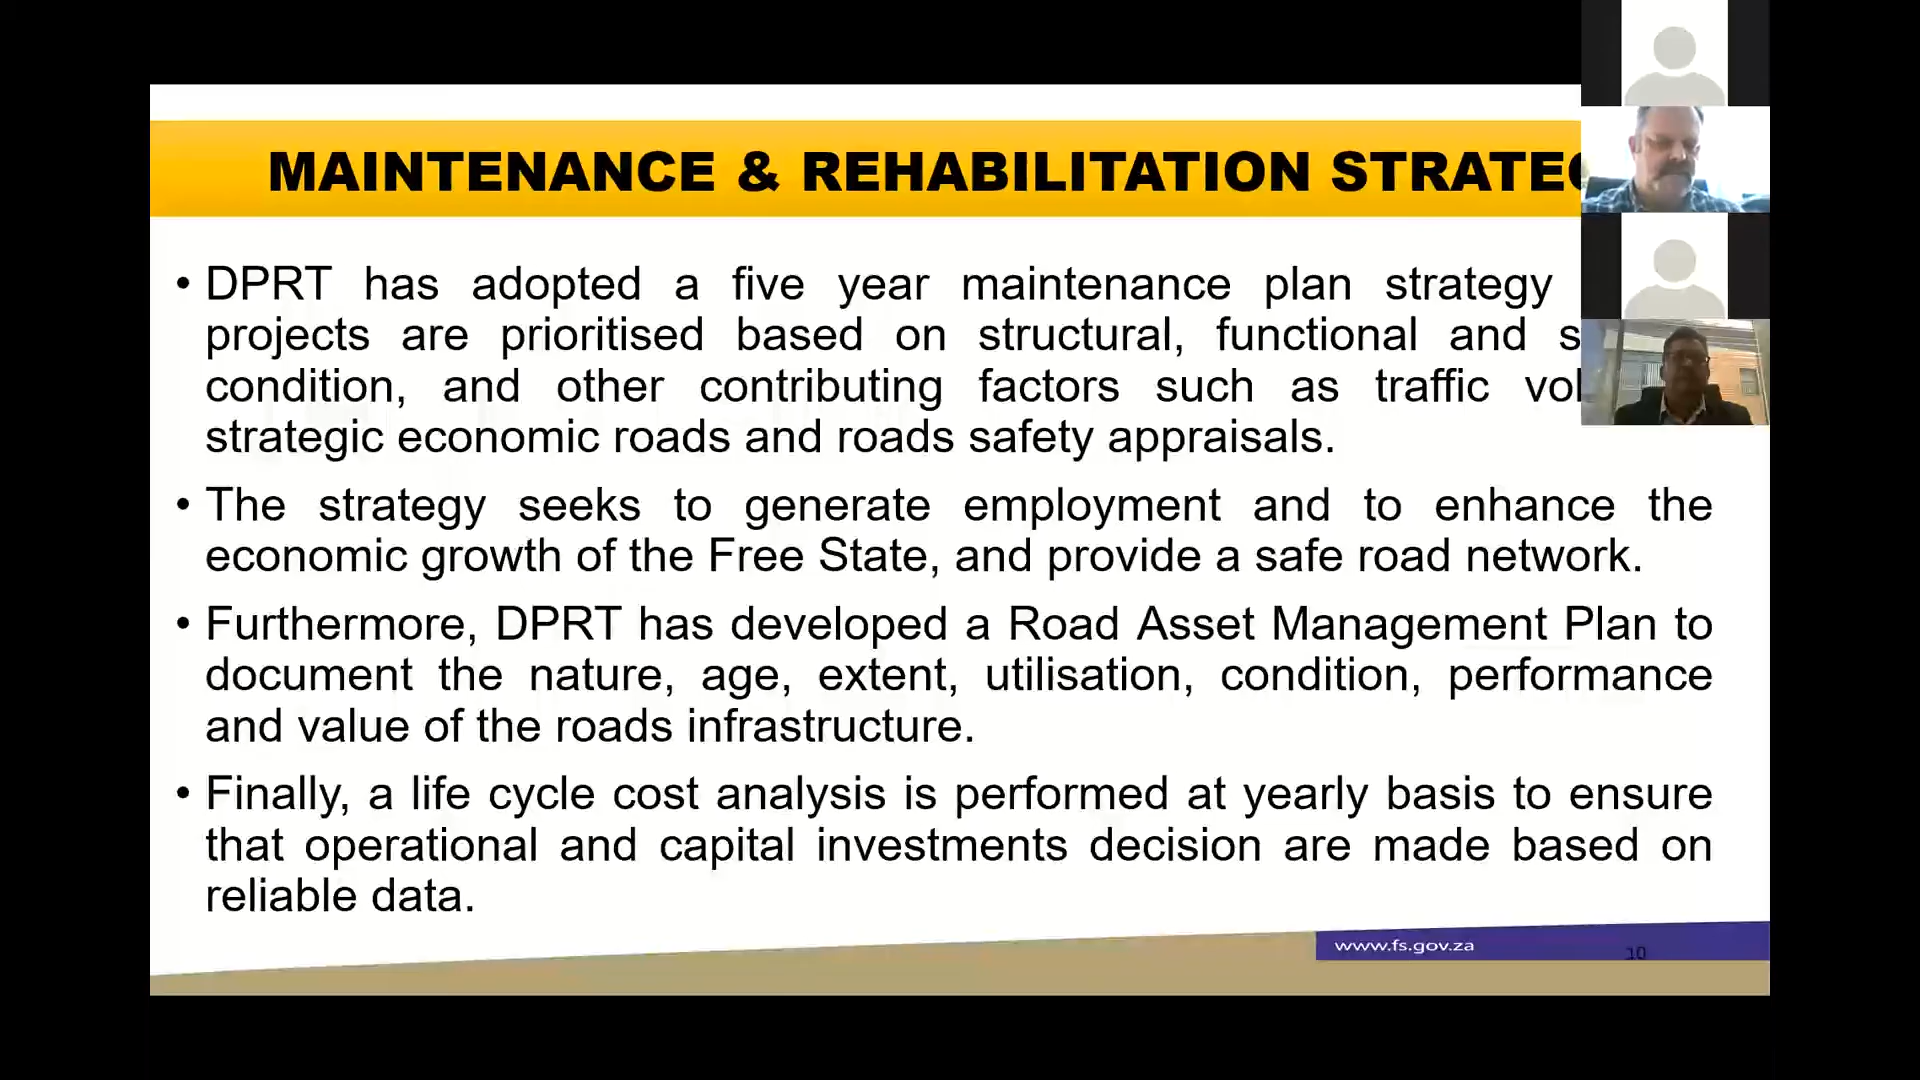 MAINTENANCE & REHABILITATION
• DPRT has adopted a five year maintenance plan strategy
projects are prioritised based on structural, functional and
condition, and other contributing factors such as traffic
strategic economic roads and roads safety appraisals.
• The strategy seeks to generate employment and to enhance the
economic growth of the Free State, and provide a safe road network.
• Furthermore, DPRT has developed a Road Asset Management Plan to
document the nature, age, extent, utilisation, condition, performance
and value of the roads infrastructure.
• Finally, a life cycle cost analysis is performed at yearly basis to ensure
that operational and capital investments decision are made based on
reliable data.
www.fs.gov.za
10